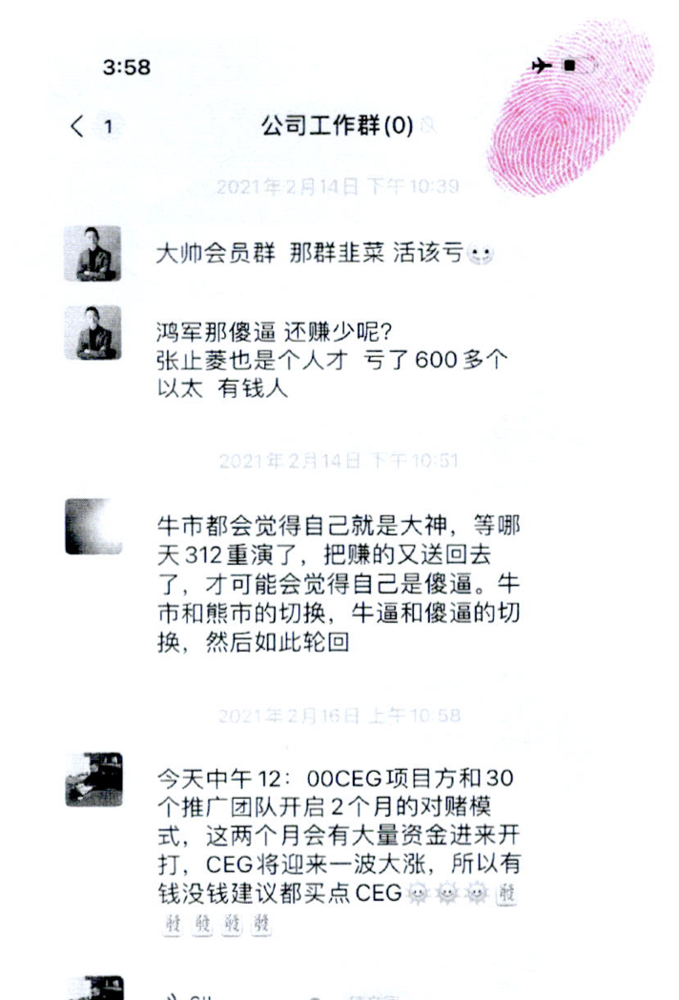 3:58
1
公司工作群(0)
2021年2月14日 下午10:39
大帅会员群 那群韭菜 活该亏
鸿军那傻逼 还赚少呢?
张止菱也是个人才 亏了600多个
以太 有钱人
2021年2月14日 下午10:51
牛市都会觉得自己就是大神，等哪
天312重演了，把赚的又送回去
了，才可能会觉得自己是傻逼。牛
市和熊市的切换，牛逼和傻逼的切
换，然后如此轮回
2021年2月16日 上午10:58
今天中午12：00CEG项目方和30
个推广团队开启2个月的对赌模
式，这两个月会有大量资金进来开
打，CEG将迎来一波大涨，所以有
钱没钱建议都买点CEG發
發發發發